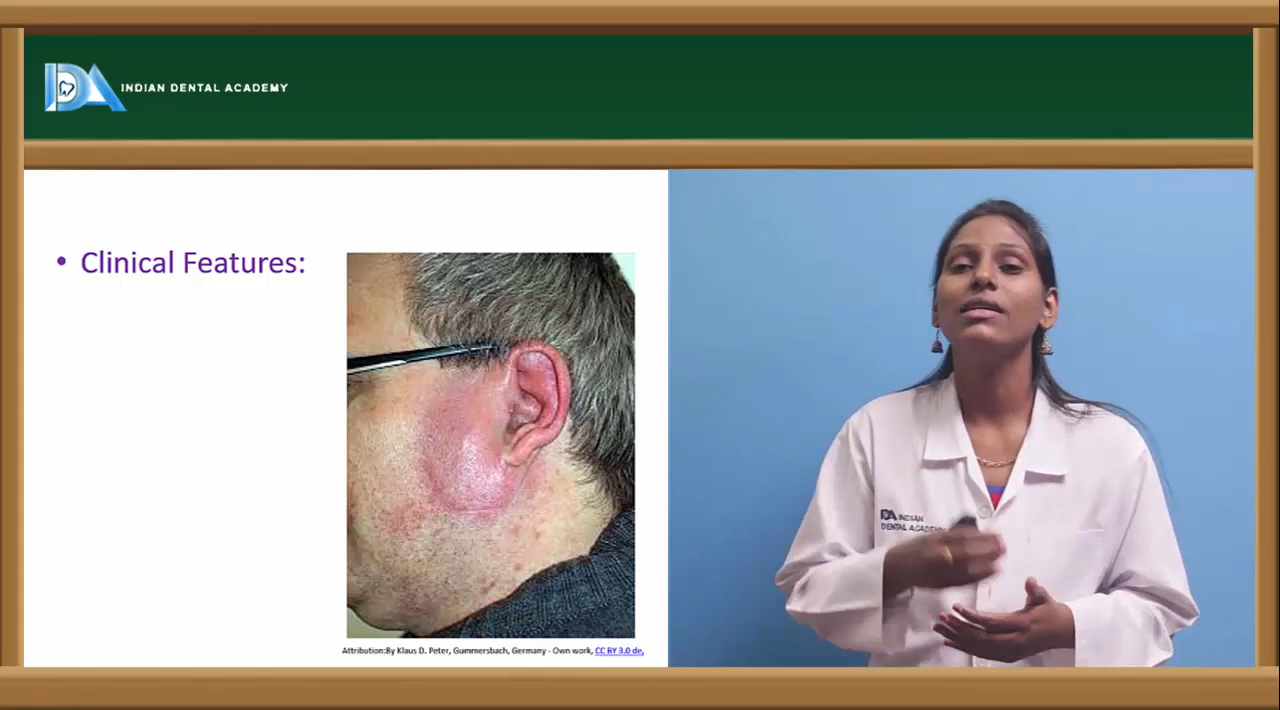 INDIAN DENTAL ACADEMY
• Clinical Features:
Attribution:By Klaus D. Peter, Gummersbach, Germany - Own work, CC BY 3.0 de,
INDIAN
DENTAL ACADEMY